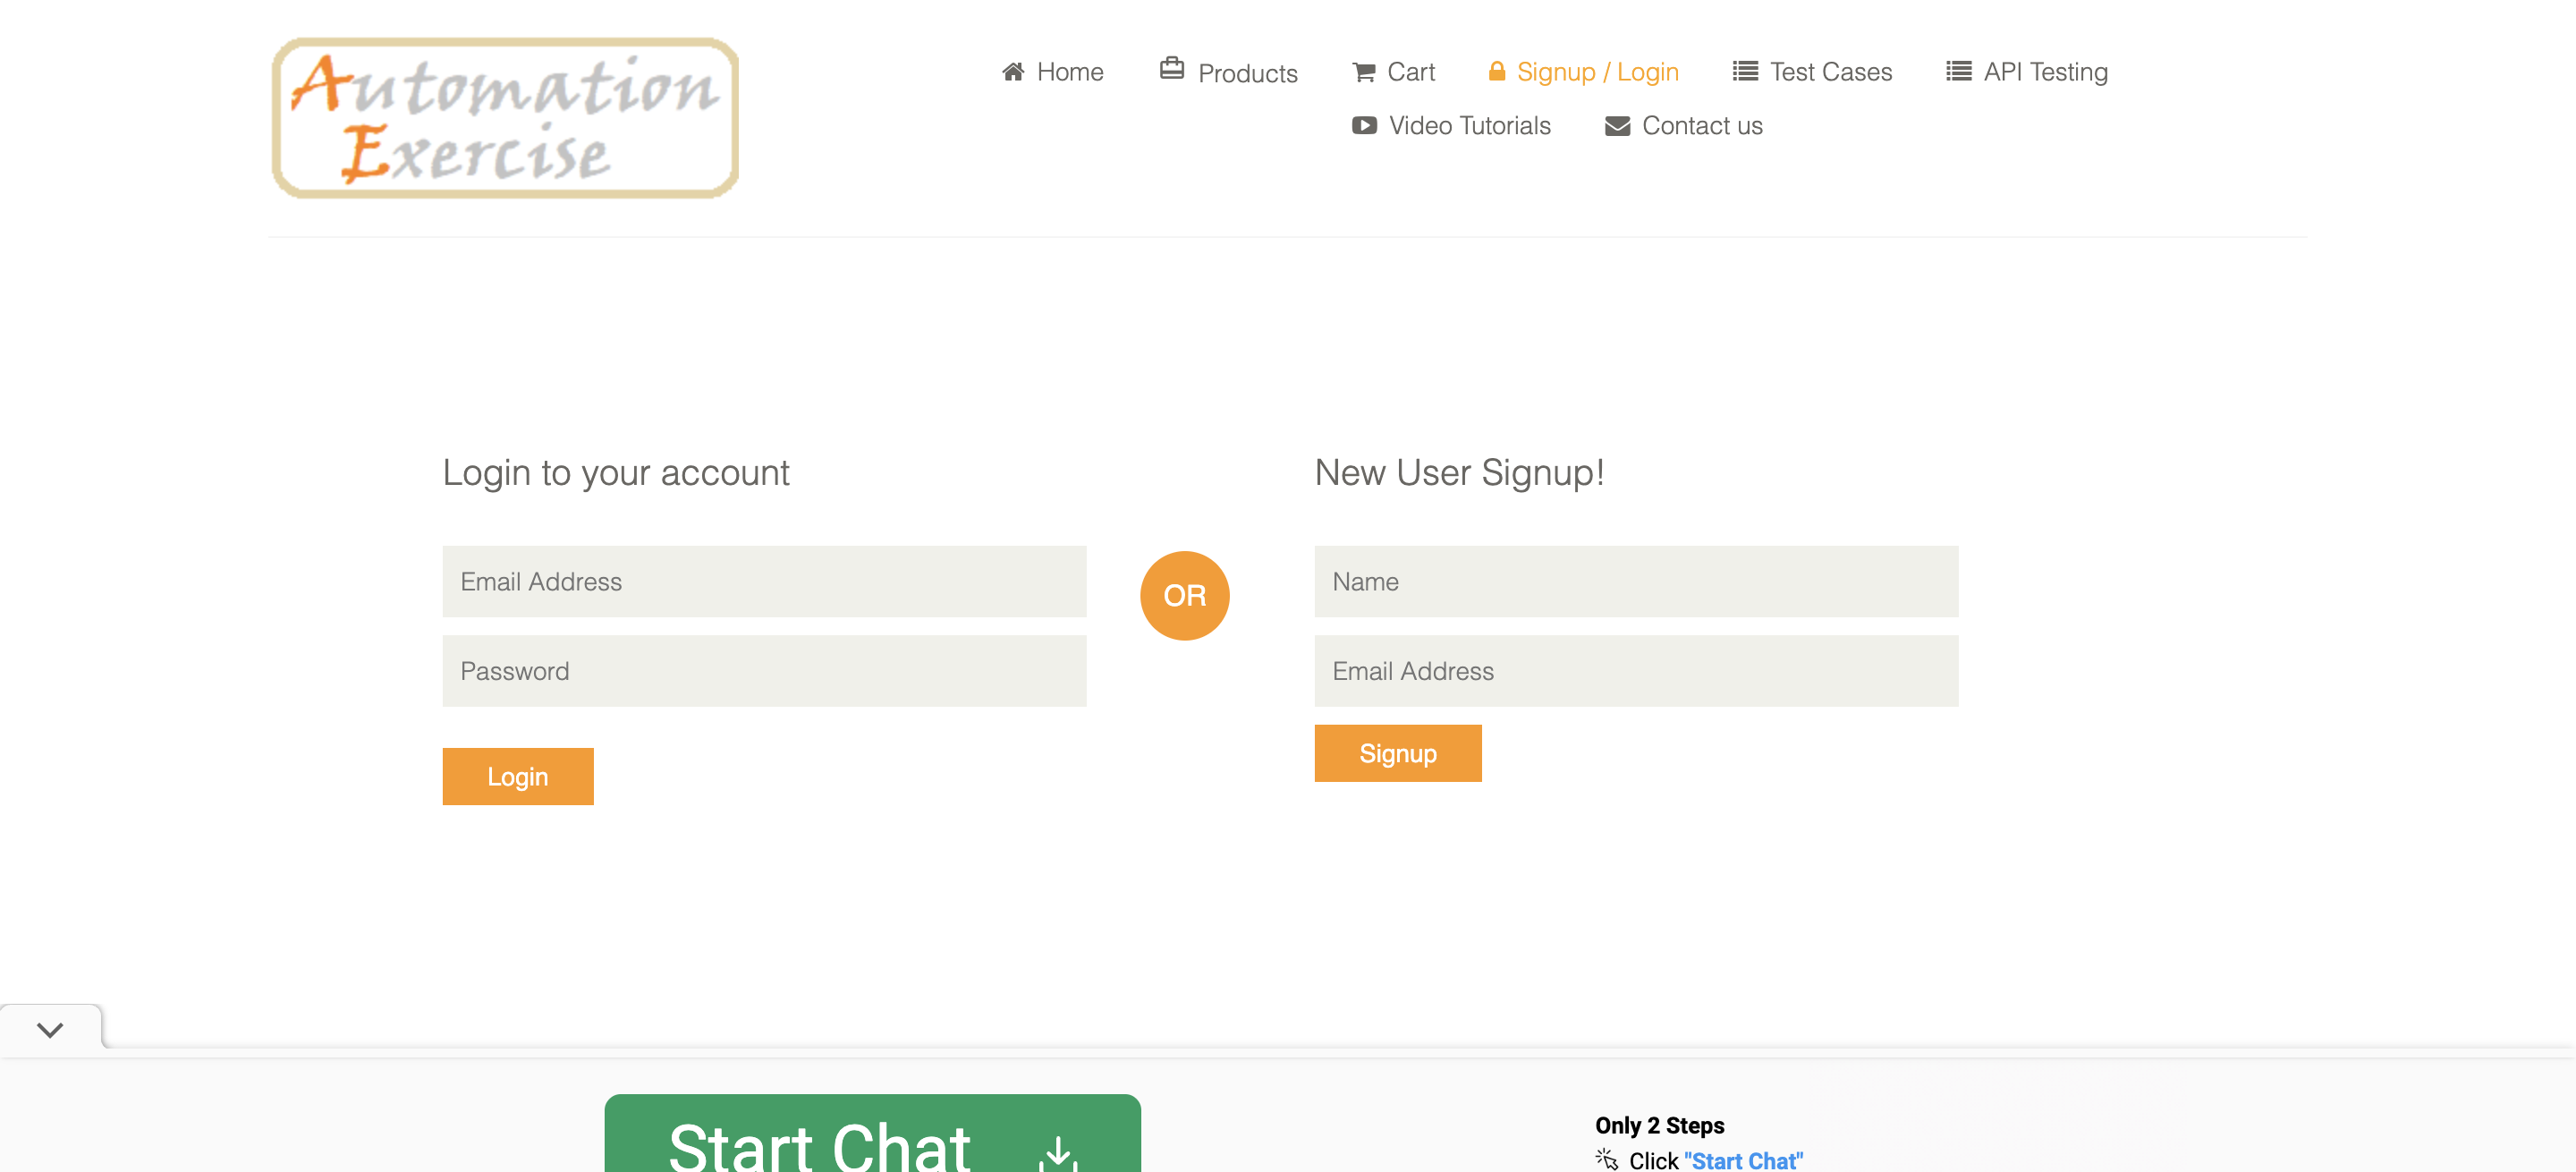 Automation
Exercise
Home Products Cart Signup / Login Test Cases API Testing
Video Tutorials Contact us
Login to your account
Email Address
Password
Login
OR
New User Signup!
Name
Email Address
Signup
Start Chat
Only 2 Steps
Click "Start Chat"